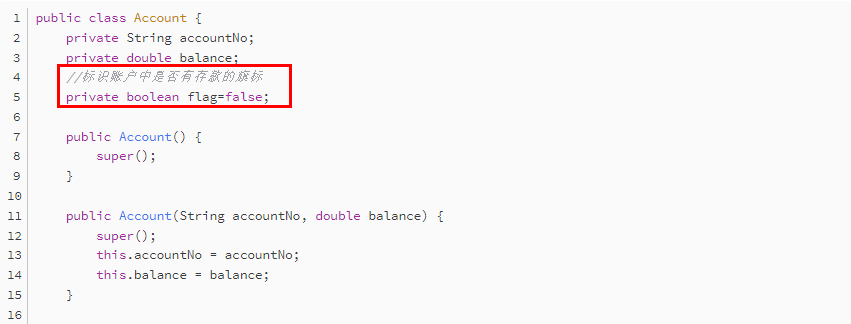 1 public class Account {
2 private String accountNo;
3 private double balance;
4 //标识账户中是否有存款的旗标
5 private boolean flag=false;
6
7 public Account() {
8 super();
9 }
10
11 public Account(String accountNo, double balance) {
12 super();
13 this.accountNo = accountNo;
14 this.balance = balance;
15 }
16